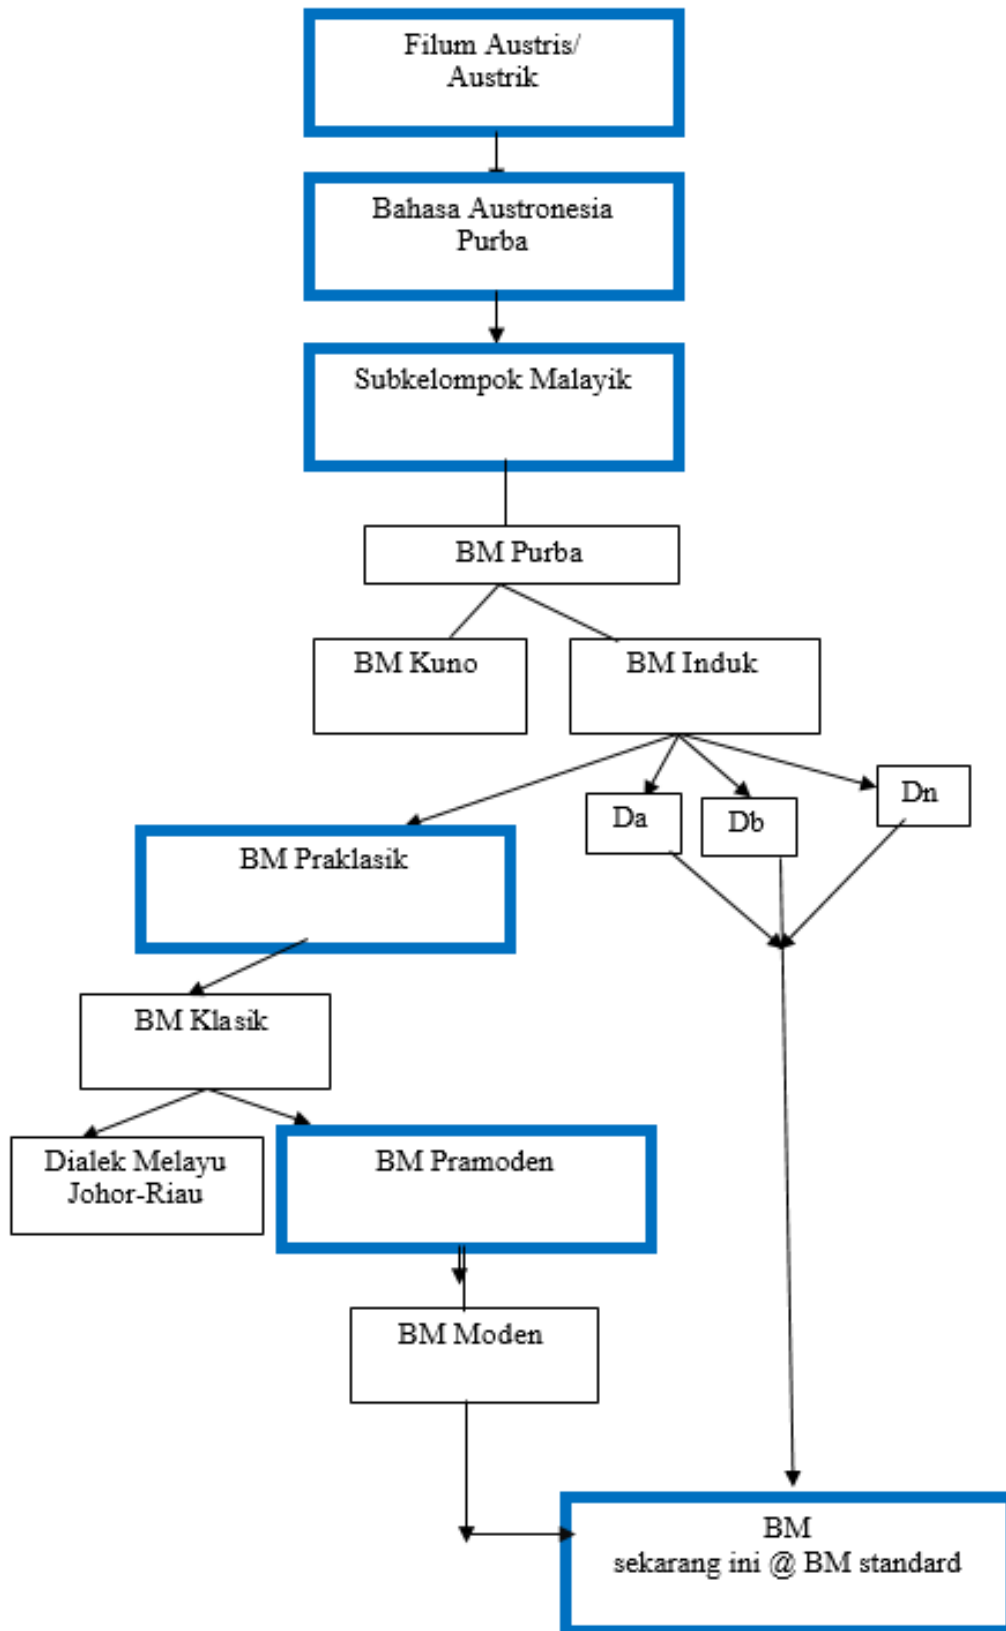 Filum Austris/
Austrik
Bahasa Austronesia
Purba
Subkelompok Malayik
BM Purba
BM Kuno
BM Induk
Da
Db
Dn
BM Praklasik
BM Klasik
Dialek Melayu
Johor-Riau
BM Pramoden
BM Moden
BM
sekarang ini @ BM standard